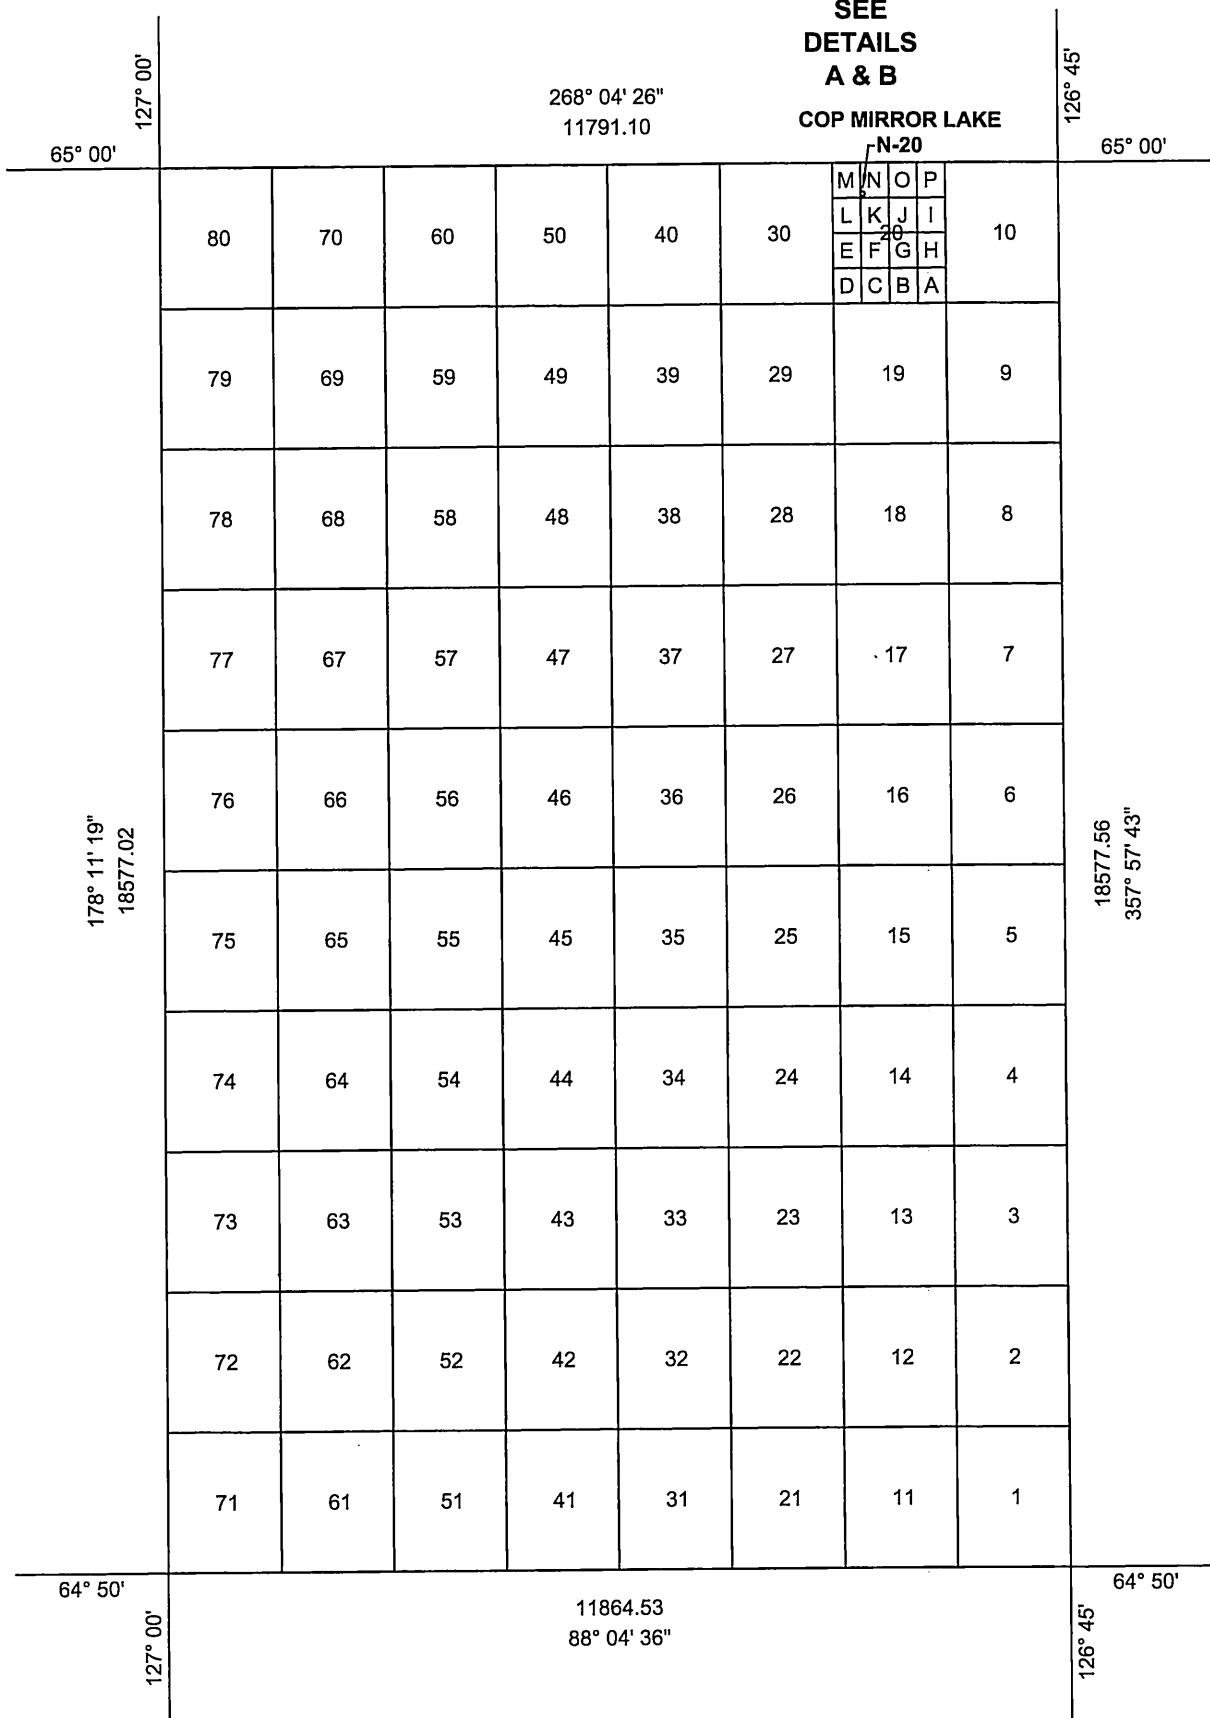 SEE
DETAILS
A & B
127° 00'
126° 45'
268° 04' 26"
11791.10
COP MIRROR LAKE
N-20
65° 00'
65° 00'
M N O P
L K J I
80 70 60 50 40 30 20 10
E F G H
D C B A
79 69 59 49 39 29 19 9
78 68 58 48 38 28 18 8
77 67 57 47 37 27 17 7
76 66 56 46 36 26 16 6
178° 11' 19"
18577.02
18577.56
357° 57' 43"
75 65 55 45 35 25 15 5
74 64 54 44 34 24 14 4
73 63 53 43 33 23 13 3
72 62 52 42 32 22 12 2
71 61 51 41 31 21 11 1
64° 50'
64° 50'
11864.53
88° 04' 36"
127° 00'
126° 45'